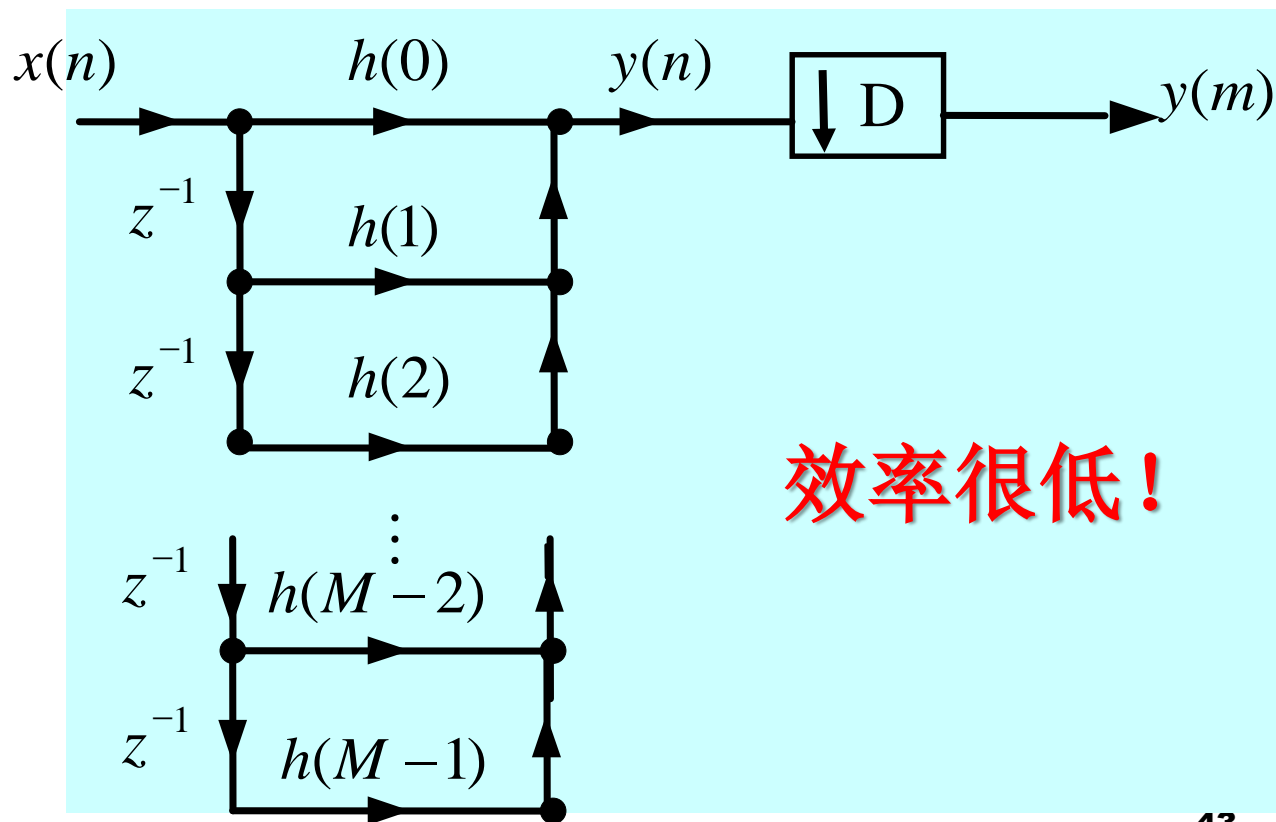 x(n) h(0) y(n) D y(m)
z⁻¹ h(1)
z⁻¹ h(2)
效率很低！
⋮
z⁻¹ h(M − 2)
z⁻¹ h(M − 1)